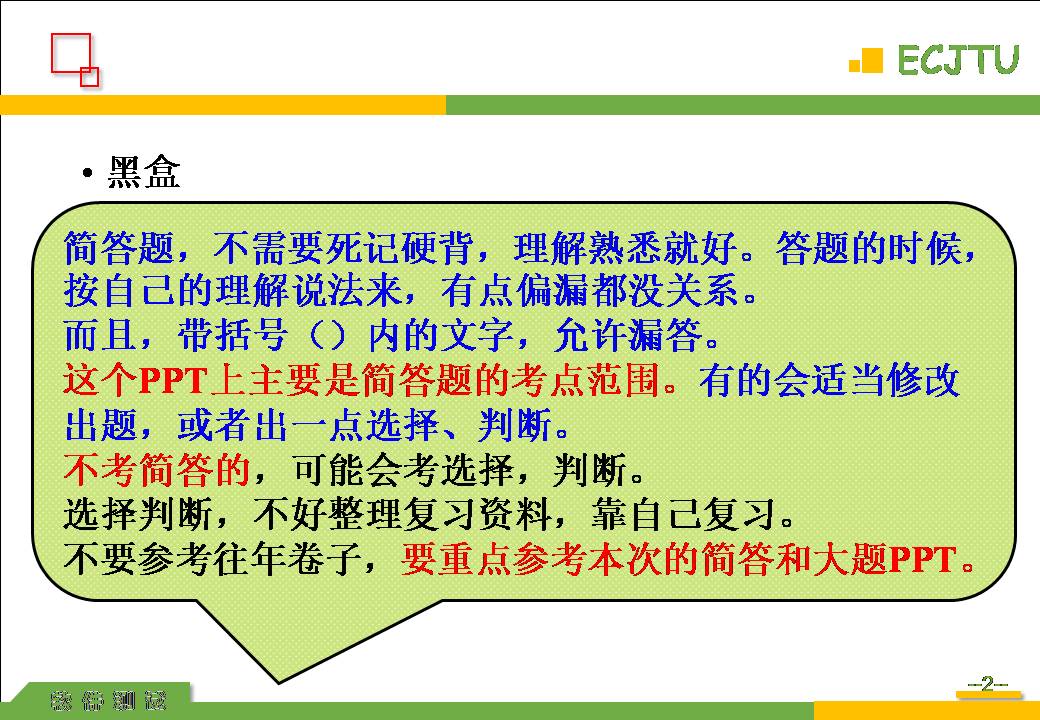 ECJTU
• 黑盒
简答题，不需要死记硬背，理解熟悉就好。答题的时候，
按自己的理解说法来，有点偏漏都没关系。
而且，带括号（）内的文字，允许漏答。
这个PPT上主要是简答题的考点范围。有的会适当修改
出题，或者出一点选择、判断。
不考简答的，可能会考选择，判断。
选择判断，不好整理复习资料，靠自己复习。
不要参考往年卷子，要重点参考本次的简答和大题PPT。
软件测试
–2–